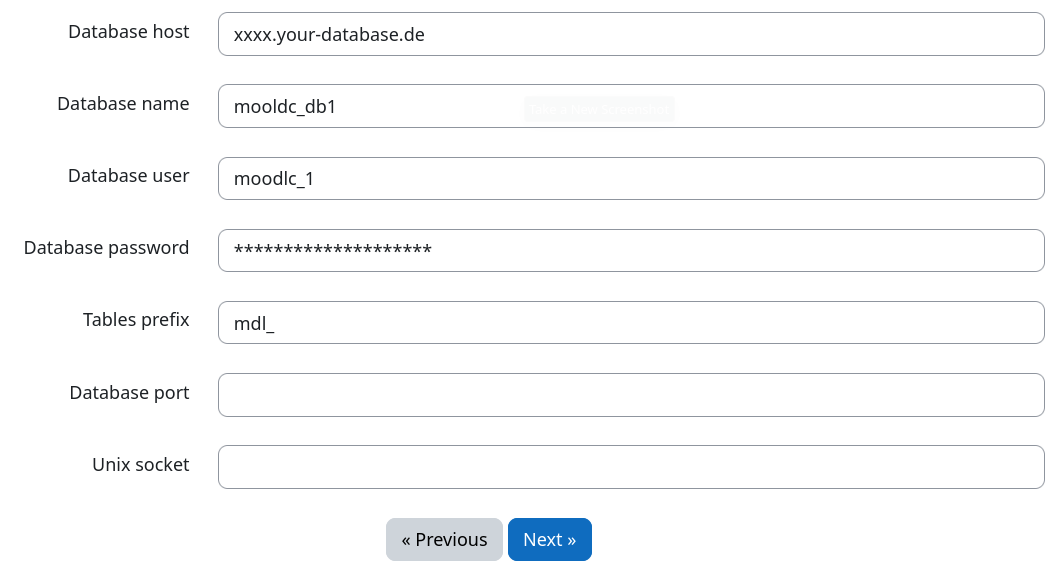 Database host
xxxx.your-database.de
Database name
mooldc_db1
Database user
moodlc_1
Database password
********************
Tables prefix
mdl_
Database port
Unix socket
« Previous
Next »